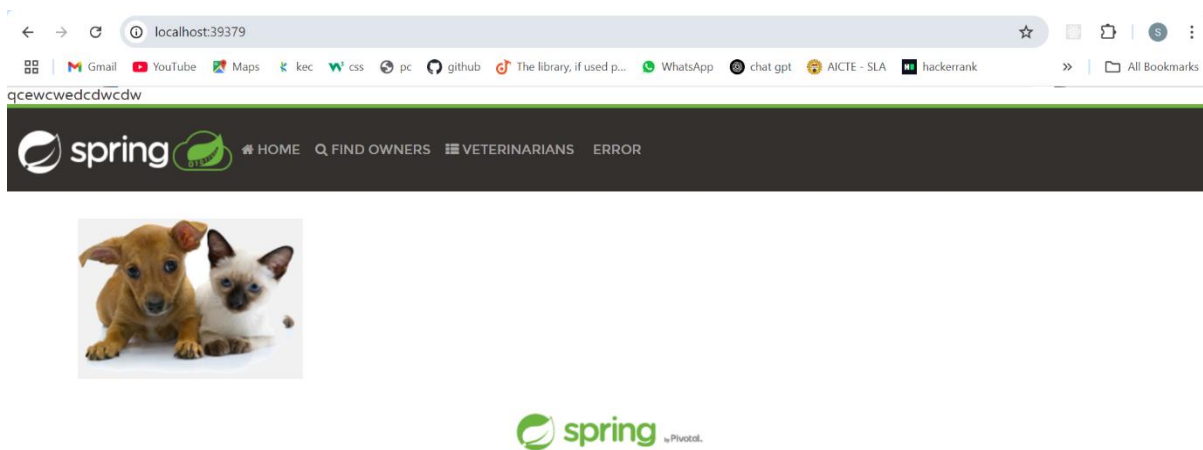 localhost:39379
S
Gmail YouTube Maps kec css pc github The library, if used p... WhatsApp chat gpt AICTE - SLA hackerrank » All Bookmarks
qcewcwedcdwcdw
spring HOME FIND OWNERS VETERINARIANS ERROR
spring by Pivotal.